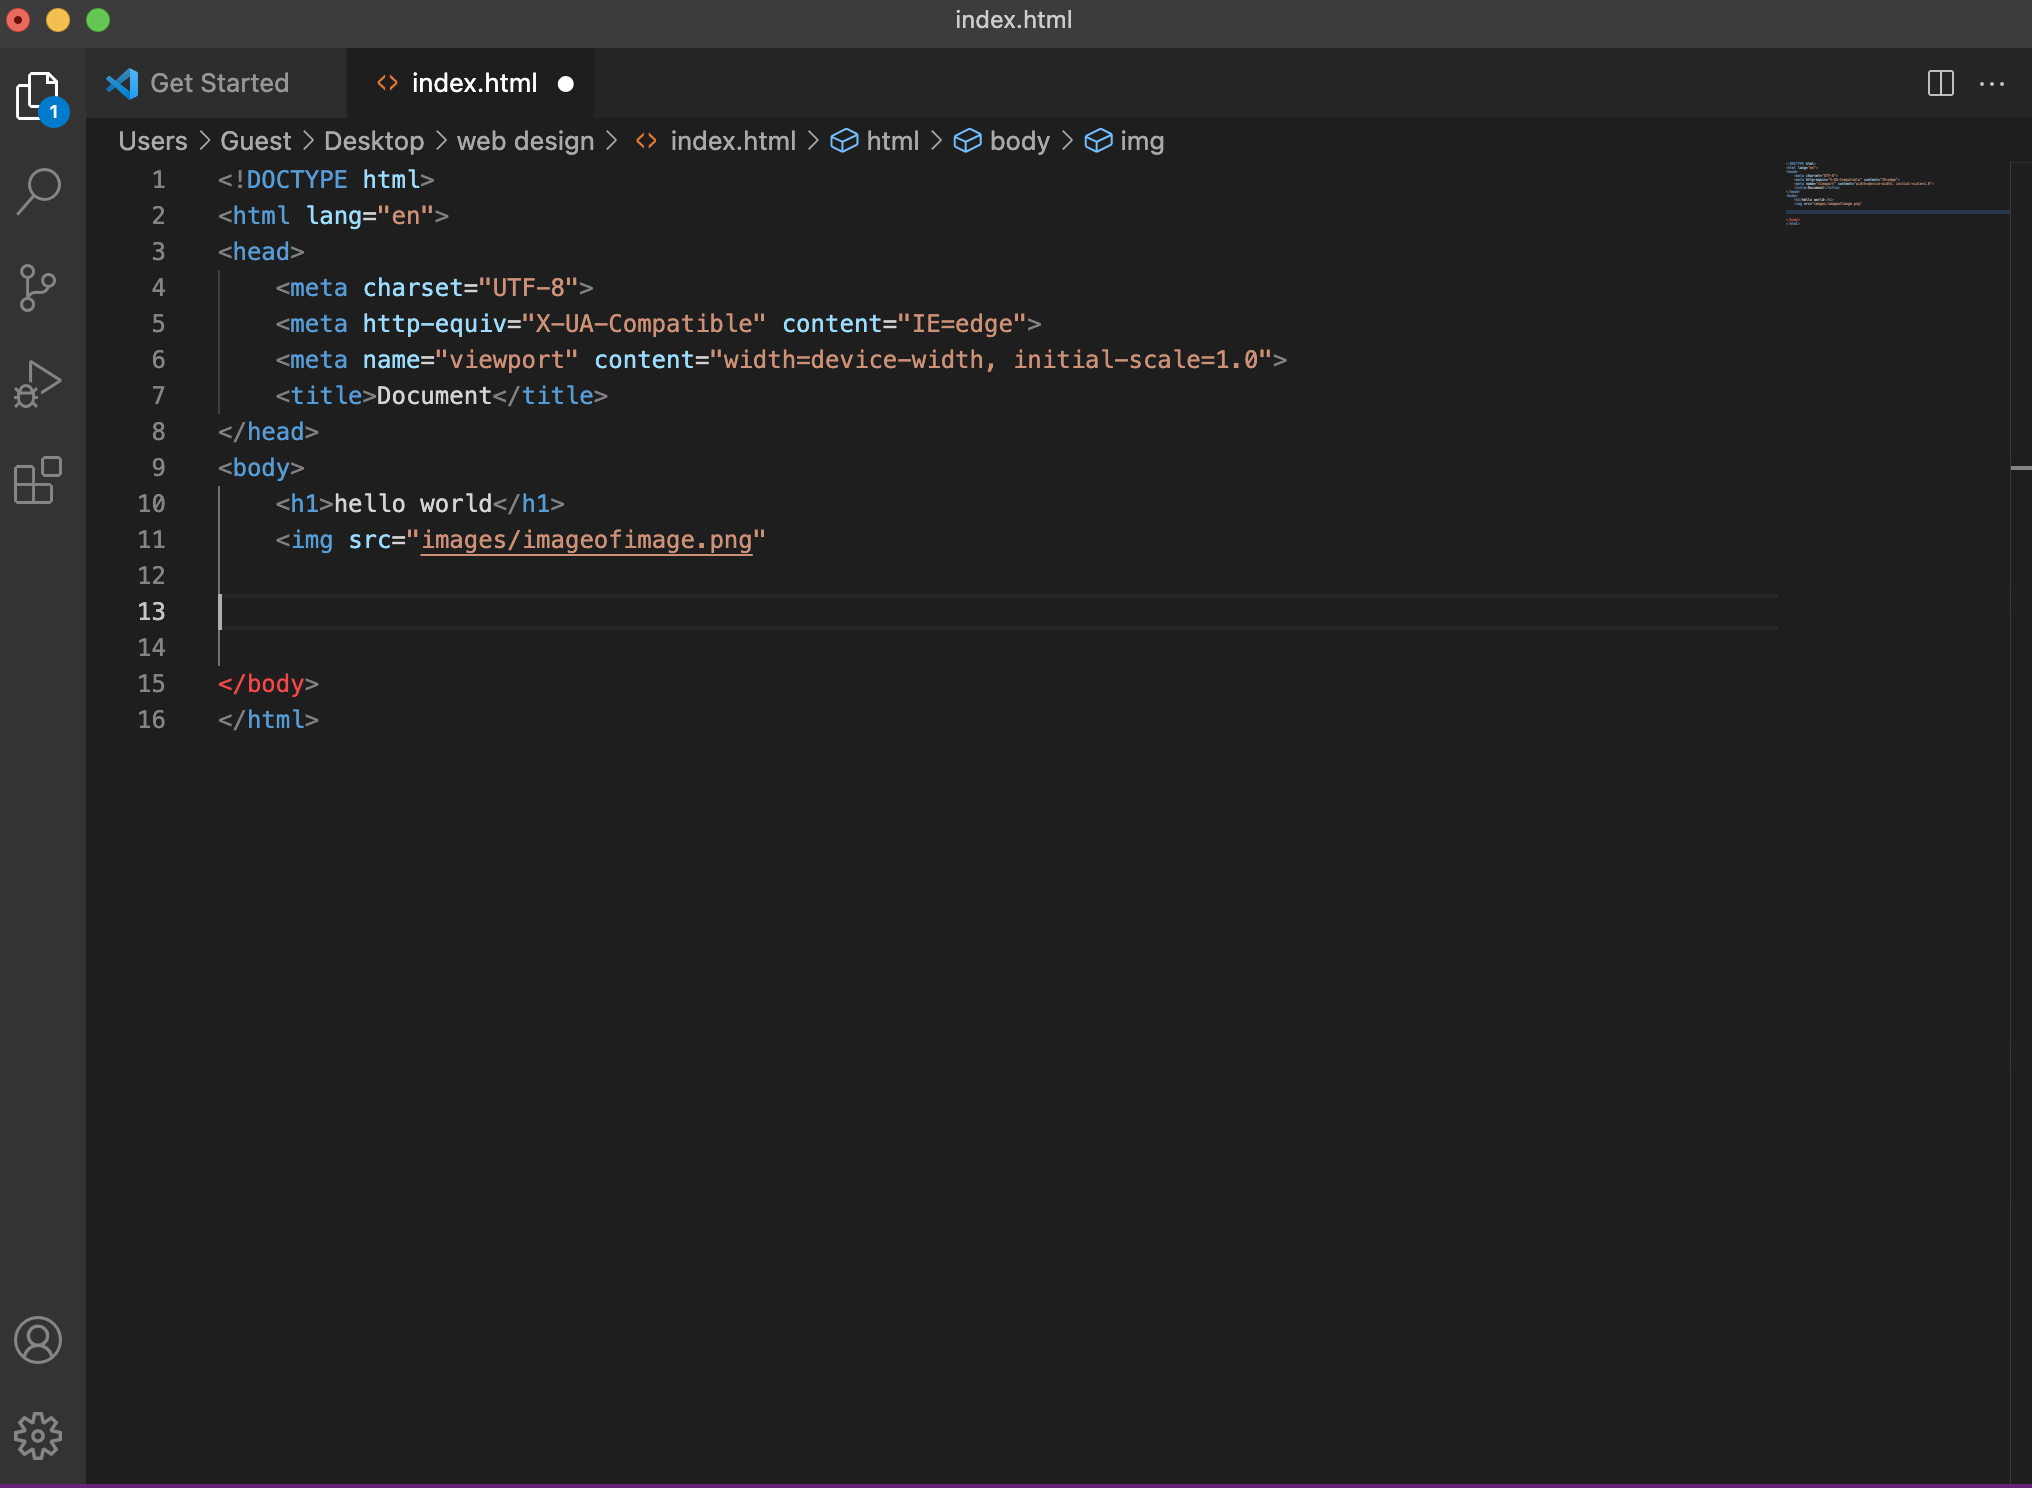 index.html
Get Started
index.html
1
Users > Guest > Desktop > web design > <> index.html > html > body > img
1 <!DOCTYPE html>
2 <html lang="en">
3 <head>
4     <meta charset="UTF-8">
5     <meta http-equiv="X-UA-Compatible" content="IE=edge">
6     <meta name="viewport" content="width=device-width, initial-scale=1.0">
7     <title>Document</title>
8 </head>
9 <body>
10     <h1>hello world</h1>
11     <img src="images/imageofimage.png"
12
13
14
15 </body>
16 </html>